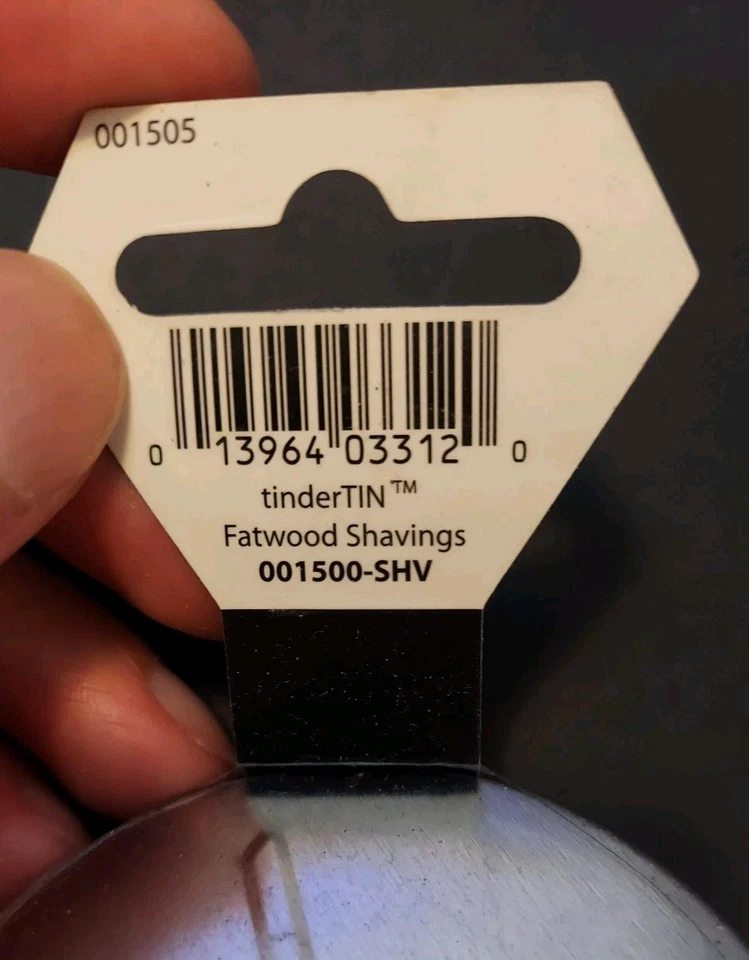 001505
0 13964 03312 0
tinderTIN™
Fatwood Shavings
001500-SHV